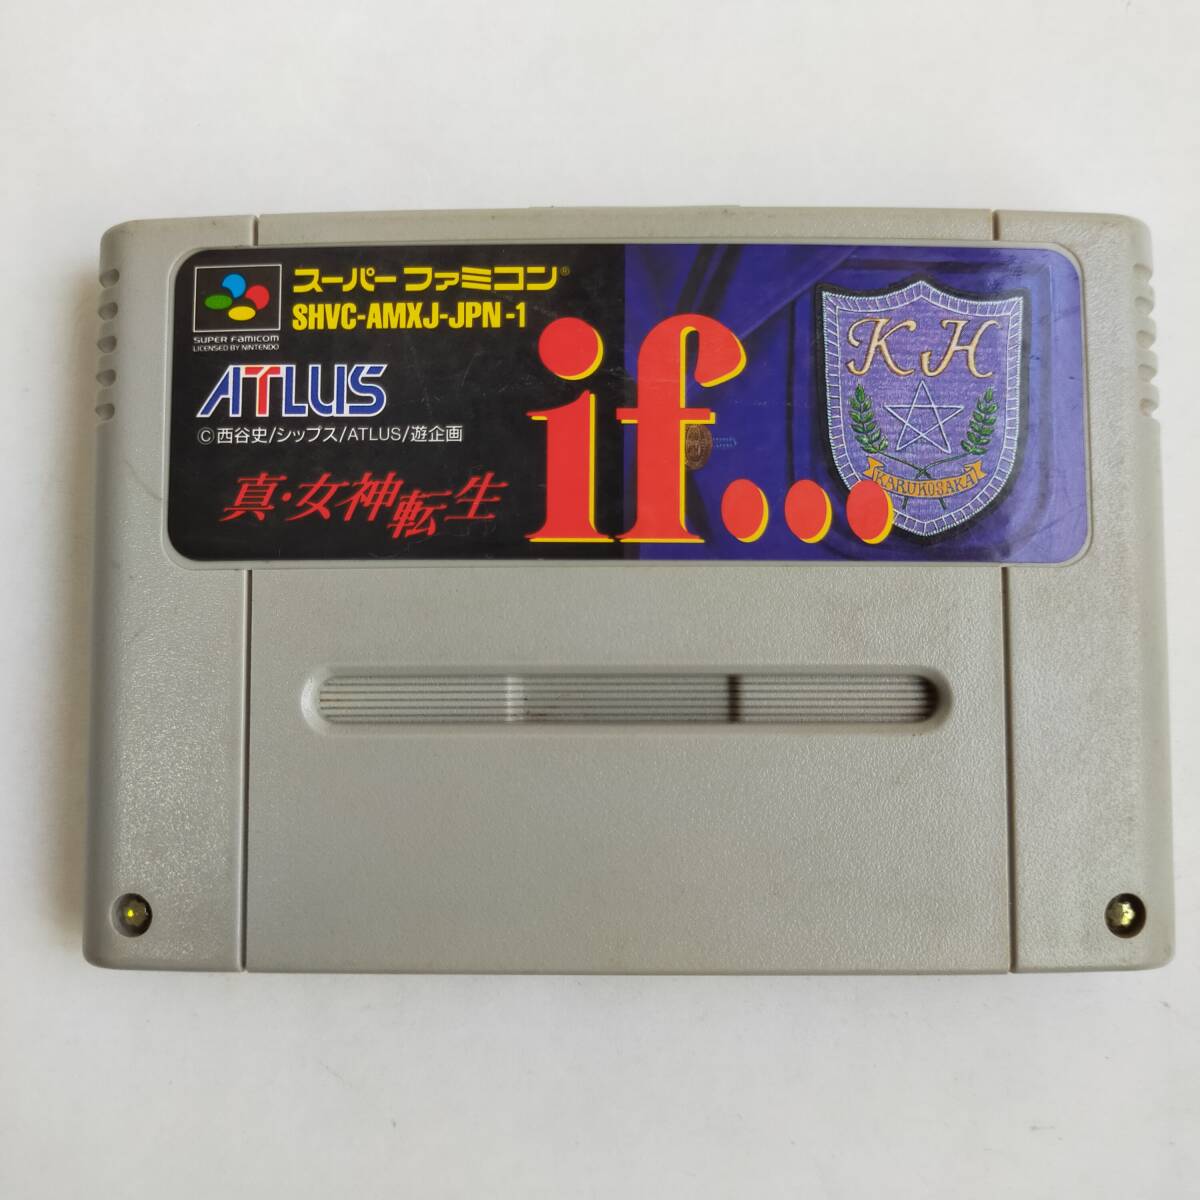 SUPER FAMICOM
LICENSED BY NINTENDO
スーパーファミコン®
SHVC-AMXJ-JPN-1
ATLUS
©西谷史/シップス/ATLUS/遊企画
真・女神転生
if...
KH
KARUKOSAKA